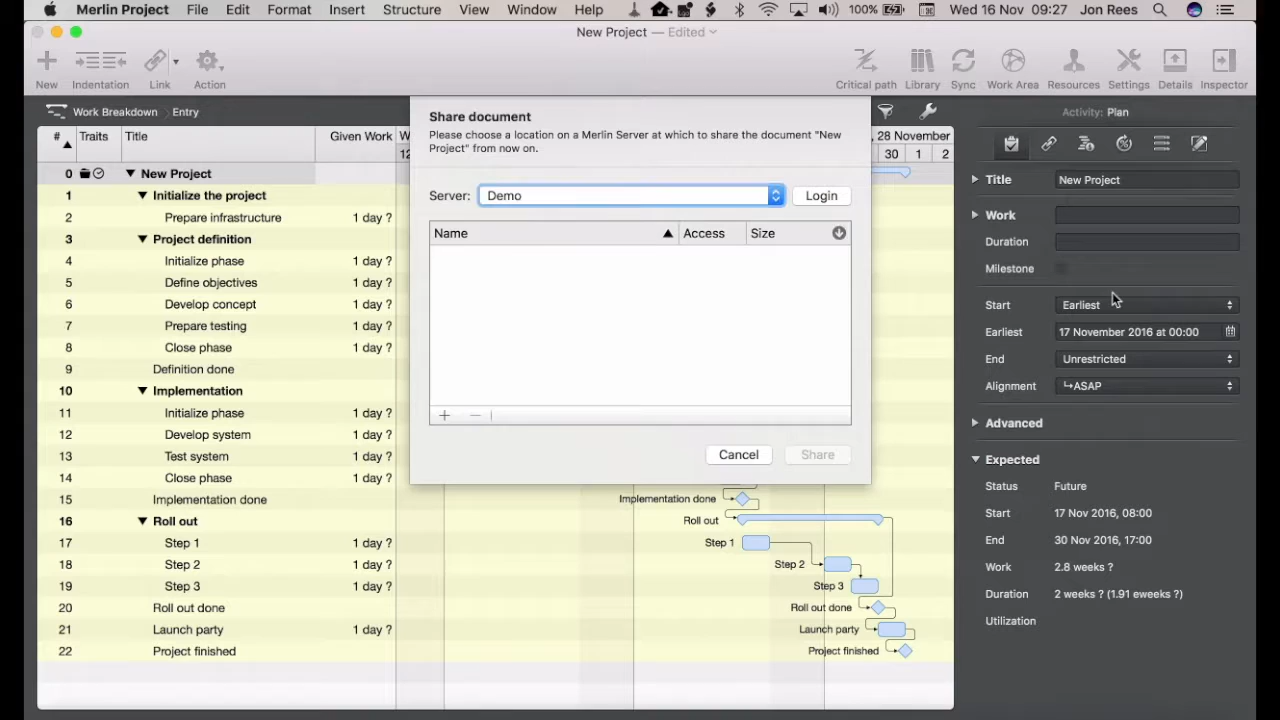 Merlin Project File Edit Format Insert Structure View Window Help 100% Wed 16 Nov 09:27 Jon Rees
New Project — Edited
New Indentation Link Action Critical path Library Sync Work Area Resources Settings Details Inspector
Work Breakdown Entry
# Traits Title Given Work
28 November
12 30 1 2
0 New Project
1 Initialize the project
2 Prepare infrastructure 1 day ?
3 Project definition
4 Initialize phase 1 day ?
5 Define objectives 1 day ?
6 Develop concept 1 day ?
7 Prepare testing 1 day ?
8 Close phase 1 day ?
9 Definition done
10 Implementation
11 Initialize phase 1 day ?
12 Develop system 1 day ?
13 Test system 1 day ?
14 Close phase 1 day ?
15 Implementation done Implementation done
16 Roll out Roll out
17 Step 1 1 day ? Step 1
18 Step 2 1 day ? Step 2
19 Step 3 1 day ? Step 3
20 Roll out done Roll out done
21 Launch party 1 day ? Launch party
22 Project finished Project finished
Share document
Please choose a location on a Merlin Server at which to share the document "New
Project" from now on.
Server: Demo Login
Name Access Size
Cancel Share
Activity: Plan
Title New Project
Work
Duration
Milestone
Start Earliest
Earliest 17 November 2016 at 00:00
End Unrestricted
Alignment ASAP
Advanced
Expected
Status Future
Start 17 Nov 2016, 08:00
End 30 Nov 2016, 17:00
Work 2.8 weeks ?
Duration 2 weeks ? (1.91 eweeks ?)
Utilization